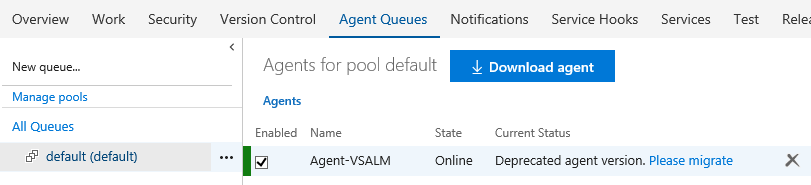 Overview Work Security Version Control Agent Queues Notifications Service Hooks Services Test
New queue...
Manage pools
All Queues
default (default) ...
Agents for pool default Download agent
Agents
Enabled Name State Current Status
Agent-VSALM Online Deprecated agent version. Please migrate